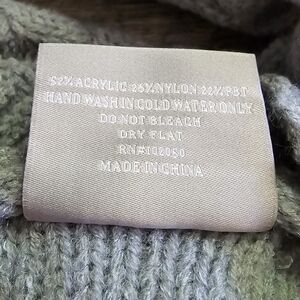 52% ACRYLIC 26% NYLON 22% PBT
HAND WASH IN COLD WATER ONLY
DO NOT BLEACH
DRY FLAT
RN#102050
MADE IN CHINA